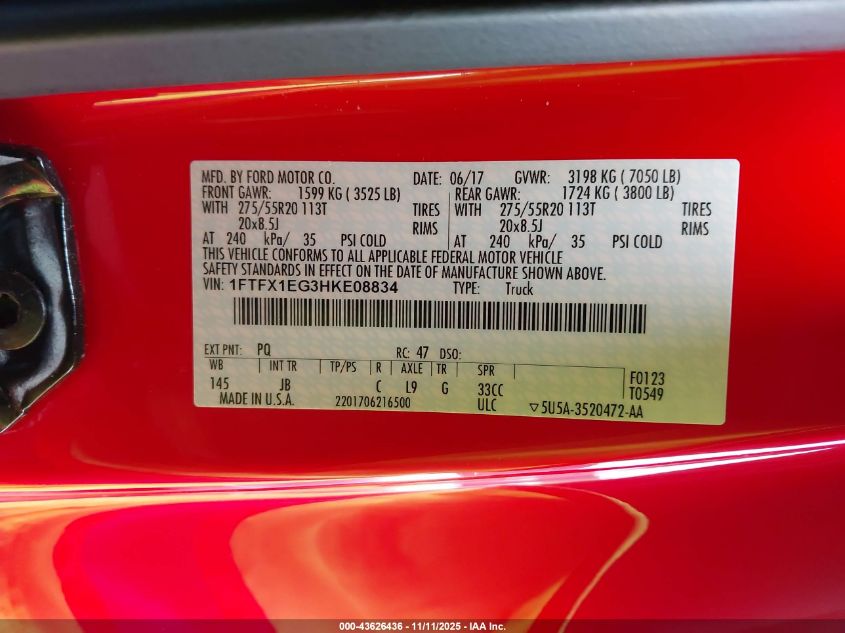 MFD. BY FORD MOTOR CO. DATE: 06/17 GVWR: 3198 KG ( 7050 LB)
FRONT GAWR: 1599 KG ( 3525 LB) REAR GAWR: 1724 KG ( 3800 LB)
WITH 275/55R20 113T TIRES WITH 275/55R20 113T TIRES
20x8.5J RIMS 20x8.5J RIMS
AT 240 kPa/ 35 PSI COLD AT 240 kPa/ 35 PSI COLD
THIS VEHICLE CONFORMS TO ALL APPLICABLE FEDERAL MOTOR VEHICLE
SAFETY STANDARDS IN EFFECT ON THE DATE OF MANUFACTURE SHOWN ABOVE.
VIN: 1FTFX1EG3HKE08834 TYPE: Truck
EXT PNT: PQ RC: 47 DSO:
WB INT TR TP/PS R AXLE TR SPR F0123
145 JB C L9 G 33CC T0549
MADE IN U.S.A. 2201706216500 ULC ▽5U5A-3520472-AA
000-43626436 - 11/11/2025 - IAA Inc.